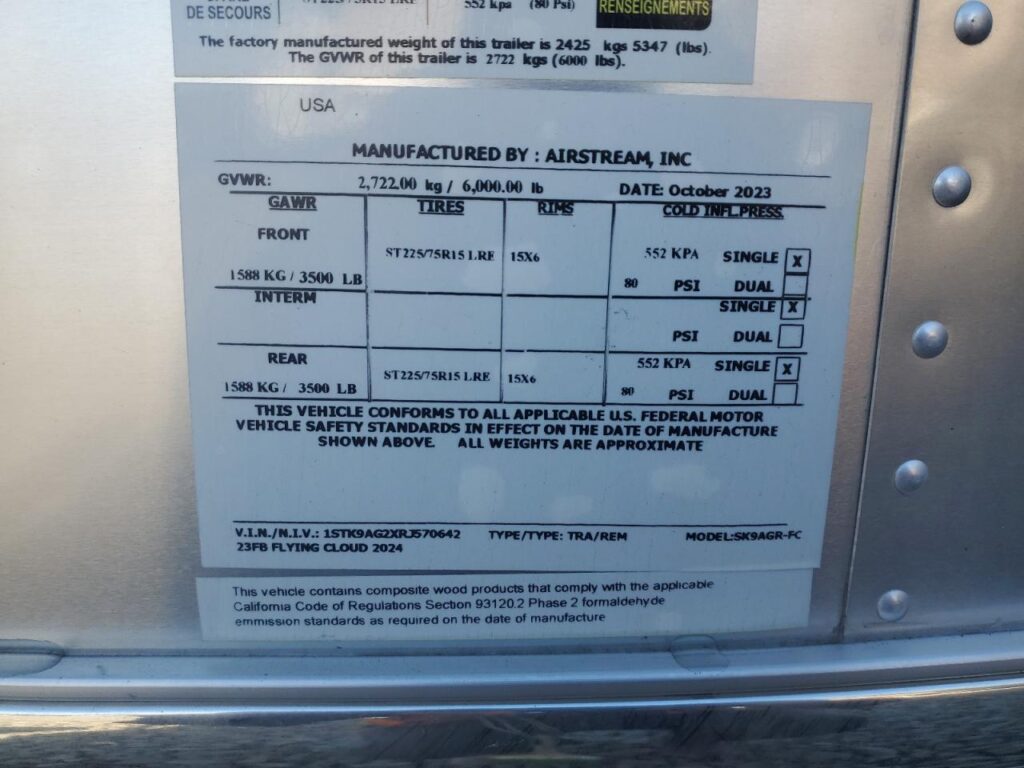 DE SECOURS 552 kpa (80 Psi) RENSEIGNEMENTS
The factory manufactured weight of this trailer is 2425 kgs 5347 (lbs).
The GVWR of this trailer is 2722 kgs (6000 lbs).
USA
MANUFACTURED BY : AIRSTREAM, INC
GVWR: 2,722.00 kg / 6,000.00 lb DATE: October 2023
GAWR TIRES RIMS COLD INFL.PRESS.
FRONT
ST225/75R15 LRE 15X6 552 KPA SINGLE X
1588 KG / 3500 LB 80 PSI DUAL
INTERM SINGLE X
PSI DUAL
REAR 552 KPA SINGLE X
ST225/75R15 LRE 15X6
1588 KG / 3500 LB 80 PSI DUAL
THIS VEHICLE CONFORMS TO ALL APPLICABLE U.S. FEDERAL MOTOR
VEHICLE SAFETY STANDARDS IN EFFECT ON THE DATE OF MANUFACTURE
SHOWN ABOVE. ALL WEIGHTS ARE APPROXIMATE
V.I.N./N.I.V.: 1STK9AG2XRJ570642 TYPE/TYPE: TRA/REM MODEL:SK9AGR-FC
23FB FLYING CLOUD 2024
This vehicle contains composite wood products that comply with the applicable
California Code of Regulations Section 93120.2 Phase 2 formaldehyde
emmission standards as required on the date of manufacture